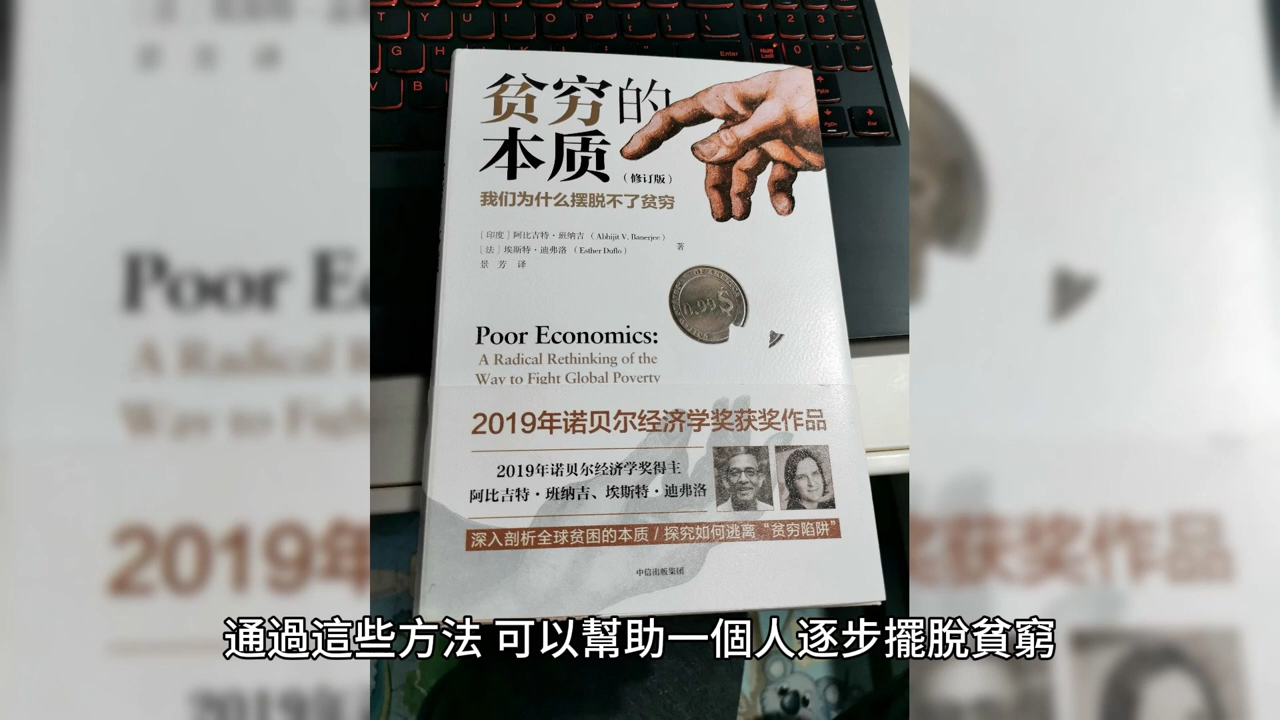 贫穷的
本质
(修订版)
我们为什么摆脱不了贫穷
[印度] 阿比吉特·班纳吉 (Abhijit V. Banerjee)
[法] 埃斯特·迪弗洛 (Esther Duflo) 著
景 芳 译
0.99$
Poor Economics:
A Radical Rethinking of the
Way to Fight Global Poverty
2019年诺贝尔经济学奖获奖作品
2019年诺贝尔经济学奖得主
阿比吉特·班纳吉、埃斯特·迪弗洛
深入剖析全球贫困的本质 / 探究如何逃离“贫穷陷阱”
中信出版集团
通過這些方法 可以幫助一個人逐步擺脫貧窮